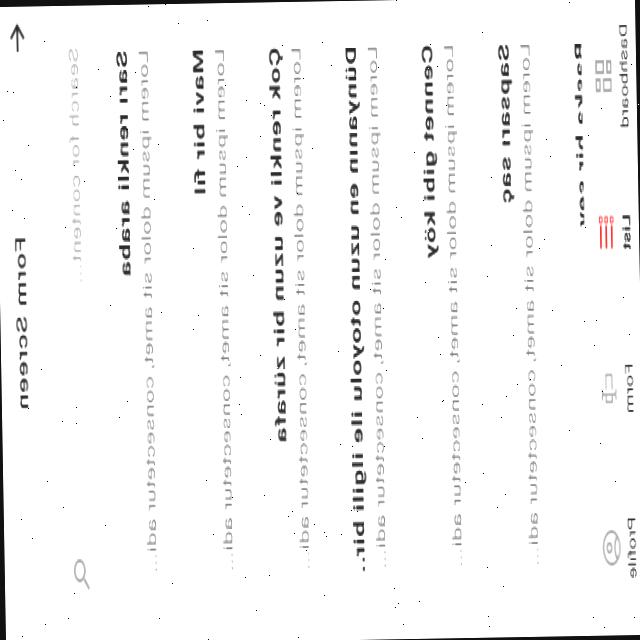 Form Screen
Search for content...
Sarı renkli araba
Lorem ipsum dolor sit amet, consectetur adi...
Mavi bir fil
Lorem ipsum dolor sit amet, consectetur adi...
Çok renkli ve uzun bir zürafa
Lorem ipsum dolor sit amet, consectetur adi...
Dünyanın en uzun otoyolu ile ilgili bir..
Lorem ipsum dolor sit amet, consectetur adi...
Cennet gibi köy
Lorem ipsum dolor sit amet, consectetur adi...
Sapsarı saç
Lorem ipsum dolor sit amet, consectetur adi...
bir
Dashboard
List
Form
Profile